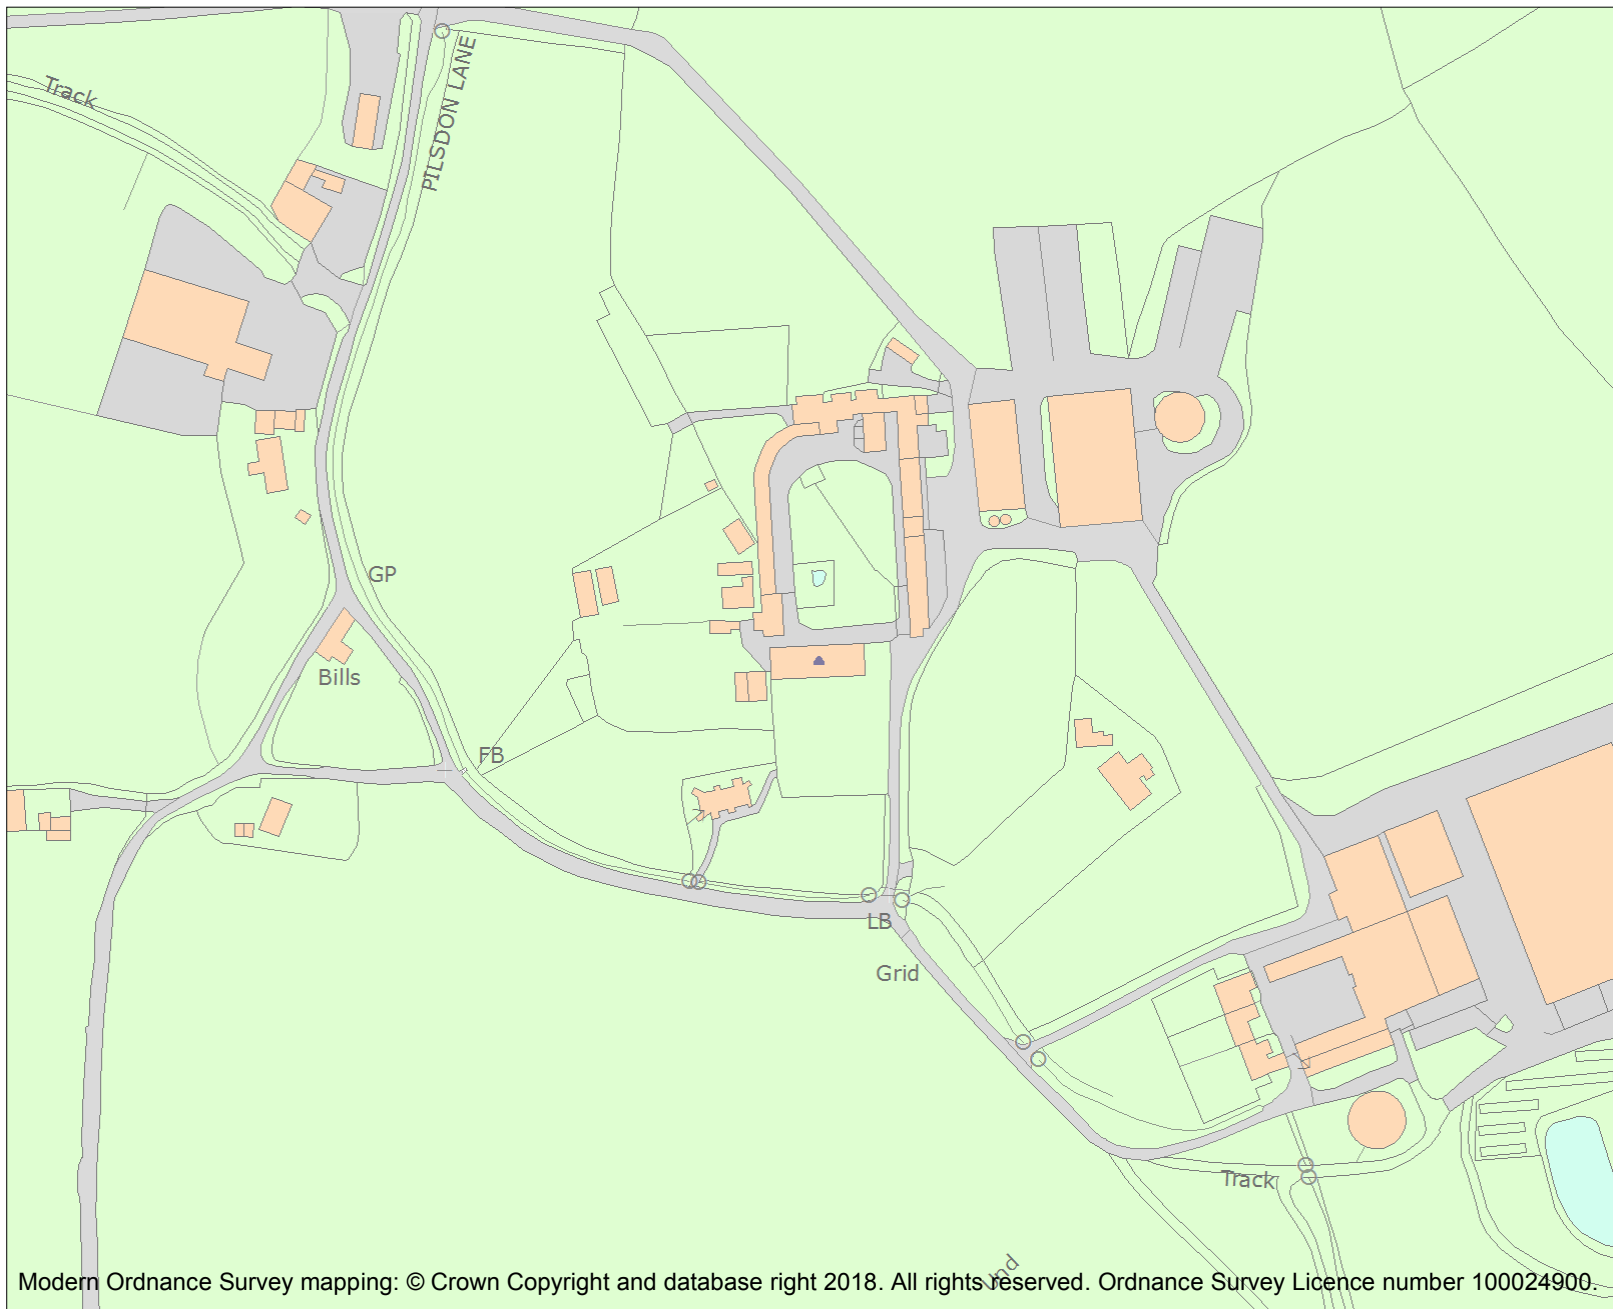 Track
PILSDON LANE
GP
Bills
FB
LB
Grid
Track
Und
Modern Ordnance Survey mapping: © Crown Copyright and database right 2018. All rights reserved. Ordnance Survey Licence number 100024900.